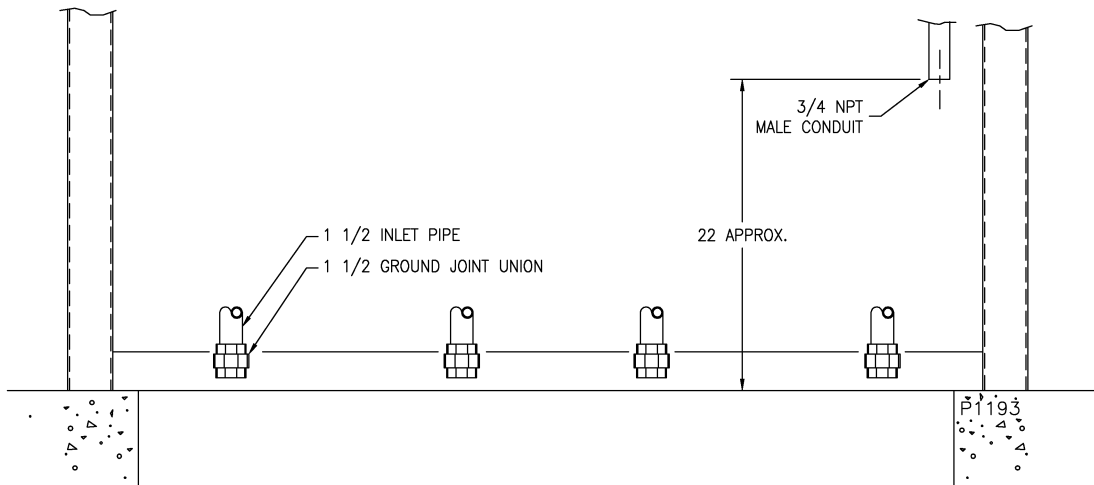 3/4 NPT
MALE CONDUIT
1 1/2 INLET PIPE
22 APPROX.
1 1/2 GROUND JOINT UNION
P1193